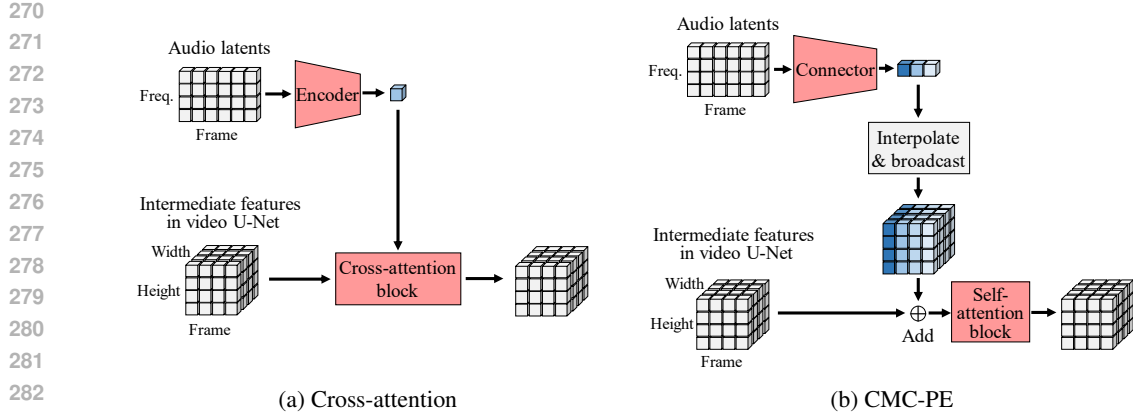 270
271
272
273
274
275
276
277
278
279
280
281
282
Audio latents
Freq.
Frame
Encoder
Intermediate features
in video U-Net
Width
Height
Frame
Cross-attention
block
(a) Cross-attention
Audio latents
Freq.
Frame
Connector
Interpolate
& broadcast
Intermediate features
in video U-Net
Width
Height
Frame
Add
Self-
attention
block
(b) CMC-PE